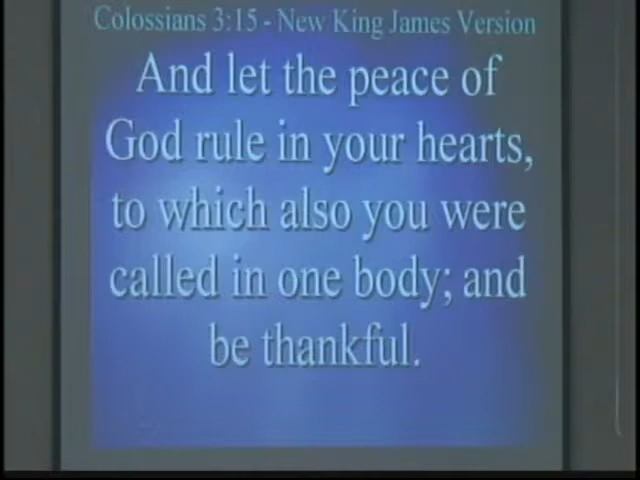 Colossians 3:15 - New King James Version
And let the peace of
God rule in your hearts,
to which also you were
called in one body; and
be thankful.